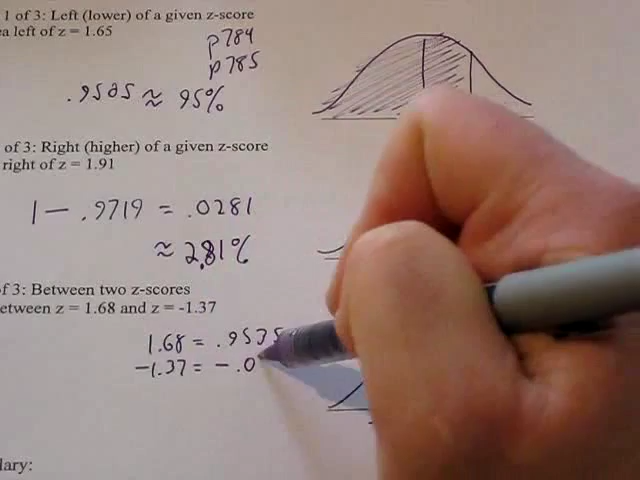 1 of 3: Left (lower) of a given z-score
ea left of z = 1.65
p784
p785
.9505 ≈ 95%
of 3: Right (higher) of a given z-score
right of z = 1.91
1 - .9719 = .0281
≈ 2.81%
of 3: Between two z-scores
between z = 1.68 and z = -1.37
1.68 = .9535
-1.37 = - .0
lary: